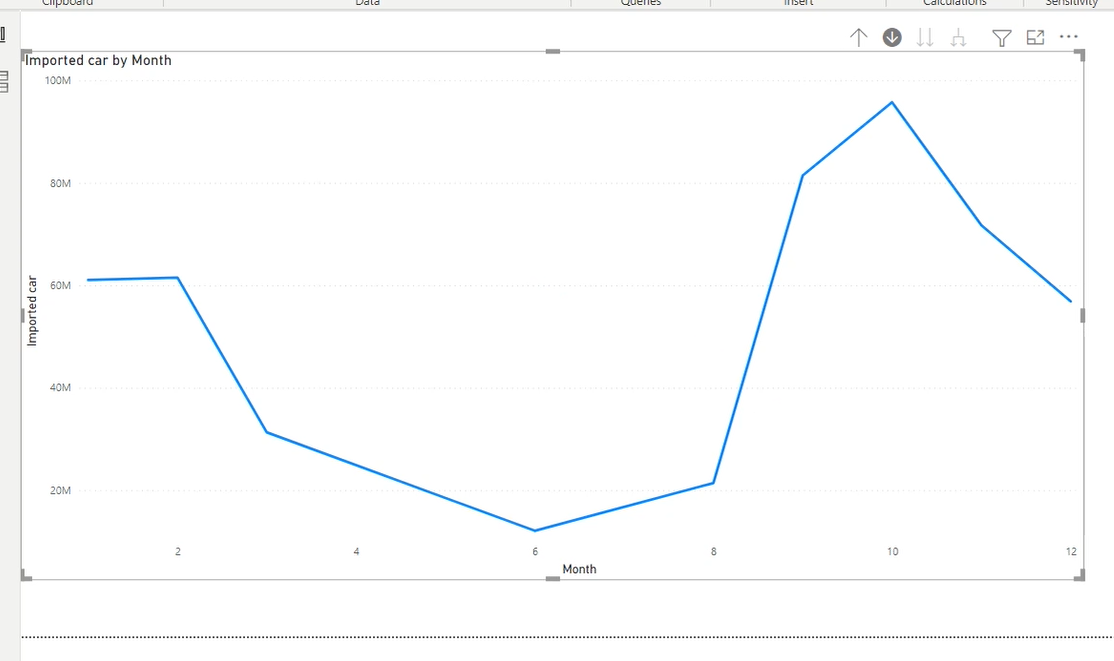 Clipboard Data Queries Insert Calculations Sensitivity
Imported car by Month
100M
80M
60M
40M
20M
Imported car
2 4 6 8 10 12
Month